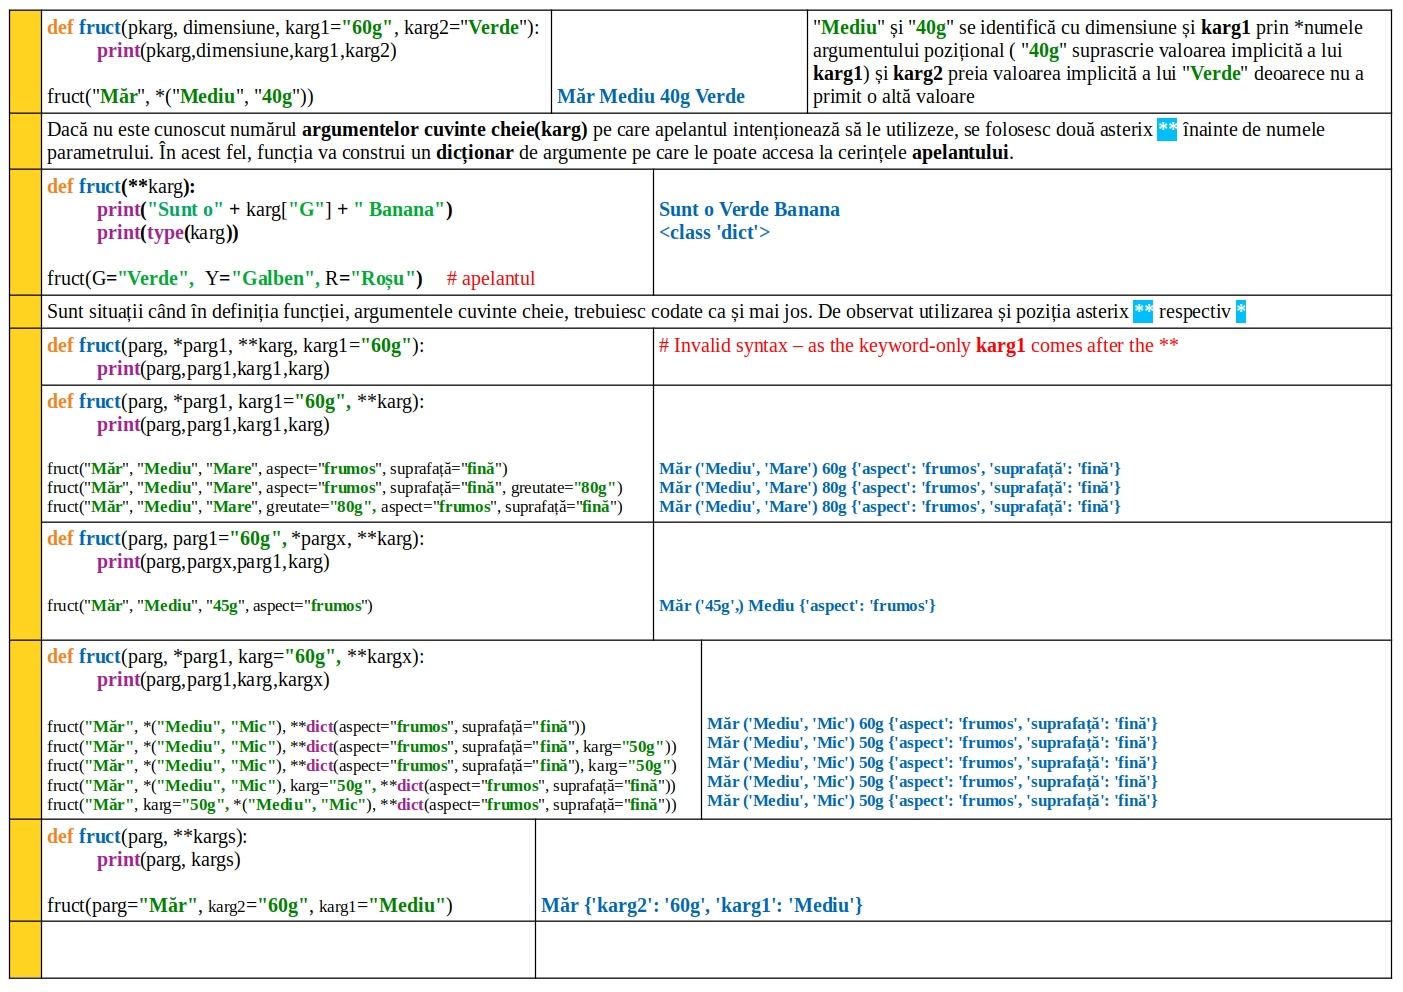 def fruct(pkarg, dimensiune, karg1="60g", karg2="Verde"):
print(pkarg,dimensiune,karg1,karg2)
fruct("Măr", *("Mediu", "40g"))
Măr Mediu 40g Verde
"Mediu" și "40g" se identifică cu dimensiune și karg1 prin *numele
argumentului pozițional ( "40g" suprascrie valoarea implicită a lui
karg1) și karg2 preia valoarea implicită a lui "Verde" deoarece nu a
primit o altă valoare
Dacă nu este cunoscut numărul argumentelor cuvinte cheie(karg) pe care apelantul intenționează să le utilizeze, se folosesc două asterix ** înainte de numele
parametrului. În acest fel, funcția va construi un dicționar de argumente pe care le poate accesa la cerințele apelantului.
def fruct(**karg):
print("Sunt o" + karg["G"] + " Banana")
print(type(karg))
fruct(G="Verde", Y="Galben", R="Roșu") # apelantul
Sunt o Verde Banana
<class 'dict'>
Sunt situații când în definiția funcției, argumentele cuvinte cheie, trebuiesc codate ca și mai jos. De observat utilizarea și poziția asterix ** respectiv *
def fruct(parg, *parg1, **karg, karg1="60g"):
print(parg,parg1,karg1,karg)
# Invalid syntax – as the keyword-only karg1 comes after the **
def fruct(parg, *parg1, karg1="60g", **karg):
print(parg,parg1,karg1,karg)
fruct("Măr", "Mediu", "Mare", aspect="frumos", suprafață="fină")
fruct("Măr", "Mediu", "Mare", aspect="frumos", suprafață="fină", greutate="80g")
fruct("Măr", "Mediu", "Mare", greutate="80g", aspect="frumos", suprafață="fină")
Măr ('Mediu', 'Mare') 60g {'aspect': 'frumos', 'suprafață': 'fină'}
Măr ('Mediu', 'Mare') 80g {'aspect': 'frumos', 'suprafață': 'fină'}
Măr ('Mediu', 'Mare') 80g {'aspect': 'frumos', 'suprafață': 'fină'}
def fruct(parg, parg1="60g", *pargx, **karg):
print(parg,pargx,parg1,karg)
fruct("Măr", "Mediu", "45g", aspect="frumos")
Măr ('45g',) Mediu {'aspect': 'frumos'}
def fruct(parg, *parg1, karg="60g", **kargx):
print(parg,parg1,karg,kargx)
fruct("Măr", *("Mediu", "Mic"), **dict(aspect="frumos", suprafață="fină"))
fruct("Măr", *("Mediu", "Mic"), **dict(aspect="frumos", suprafață="fină", karg="50g"))
fruct("Măr", *("Mediu", "Mic"), **dict(aspect="frumos", suprafață="fină"), karg="50g")
fruct("Măr", *("Mediu", "Mic"), karg="50g", **dict(aspect="frumos", suprafață="fină"))
fruct("Măr", karg="50g", *("Mediu", "Mic"), **dict(aspect="frumos", suprafață="fină"))
Măr ('Mediu', 'Mic') 60g {'aspect': 'frumos', 'suprafață': 'fină'}
Măr ('Mediu', 'Mic') 50g {'aspect': 'frumos', 'suprafață': 'fină'}
Măr ('Mediu', 'Mic') 50g {'aspect': 'frumos', 'suprafață': 'fină'}
Măr ('Mediu', 'Mic') 50g {'aspect': 'frumos', 'suprafață': 'fină'}
Măr ('Mediu', 'Mic') 50g {'aspect': 'frumos', 'suprafață': 'fină'}
def fruct(parg, **kargs):
print(parg, kargs)
fruct(parg="Măr", karg2="60g", karg1="Mediu")
Măr {'karg2': '60g', 'karg1': 'Mediu'}